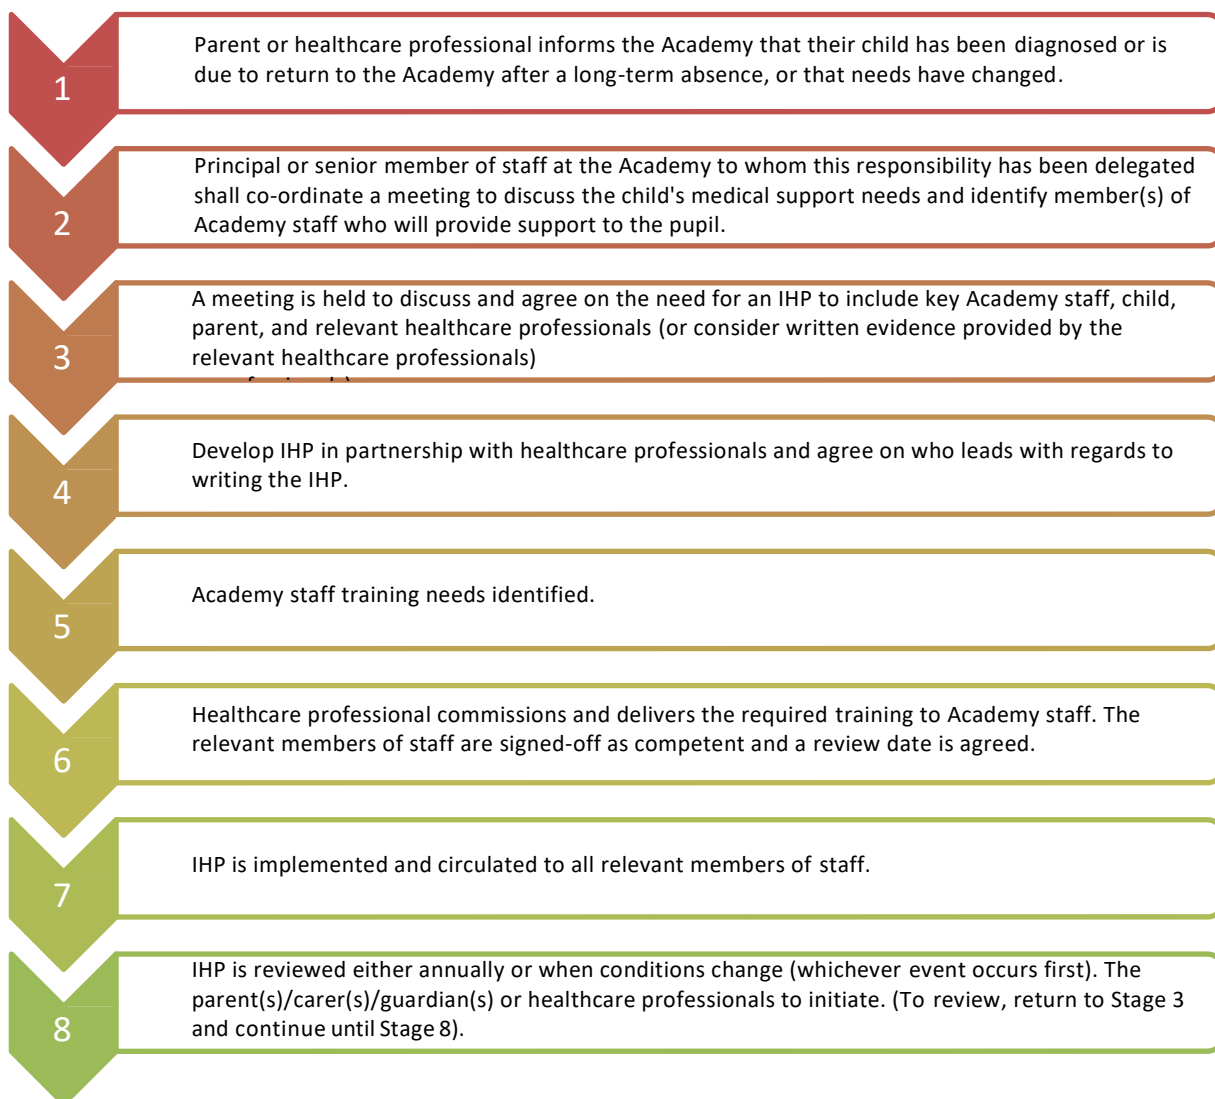 1
Parent or healthcare professional informs the Academy that their child has been diagnosed or is
due to return to the Academy after a long-term absence, or that needs have changed.
2
Principal or senior member of staff at the Academy to whom this responsibility has been delegated
shall co-ordinate a meeting to discuss the child's medical support needs and identify member(s) of
Academy staff who will provide support to the pupil.
3
A meeting is held to discuss and agree on the need for an IHP to include key Academy staff, child,
parent, and relevant healthcare professionals (or consider written evidence provided by the
relevant healthcare professionals)
4
Develop IHP in partnership with healthcare professionals and agree on who leads with regards to
writing the IHP.
5
Academy staff training needs identified.
6
Healthcare professional commissions and delivers the required training to Academy staff. The
relevant members of staff are signed-off as competent and a review date is agreed.
7
IHP is implemented and circulated to all relevant members of staff.
8
IHP is reviewed either annually or when conditions change (whichever event occurs first). The
parent(s)/carer(s)/guardian(s) or healthcare professionals to initiate. (To review, return to Stage 3
and continue until Stage 8).